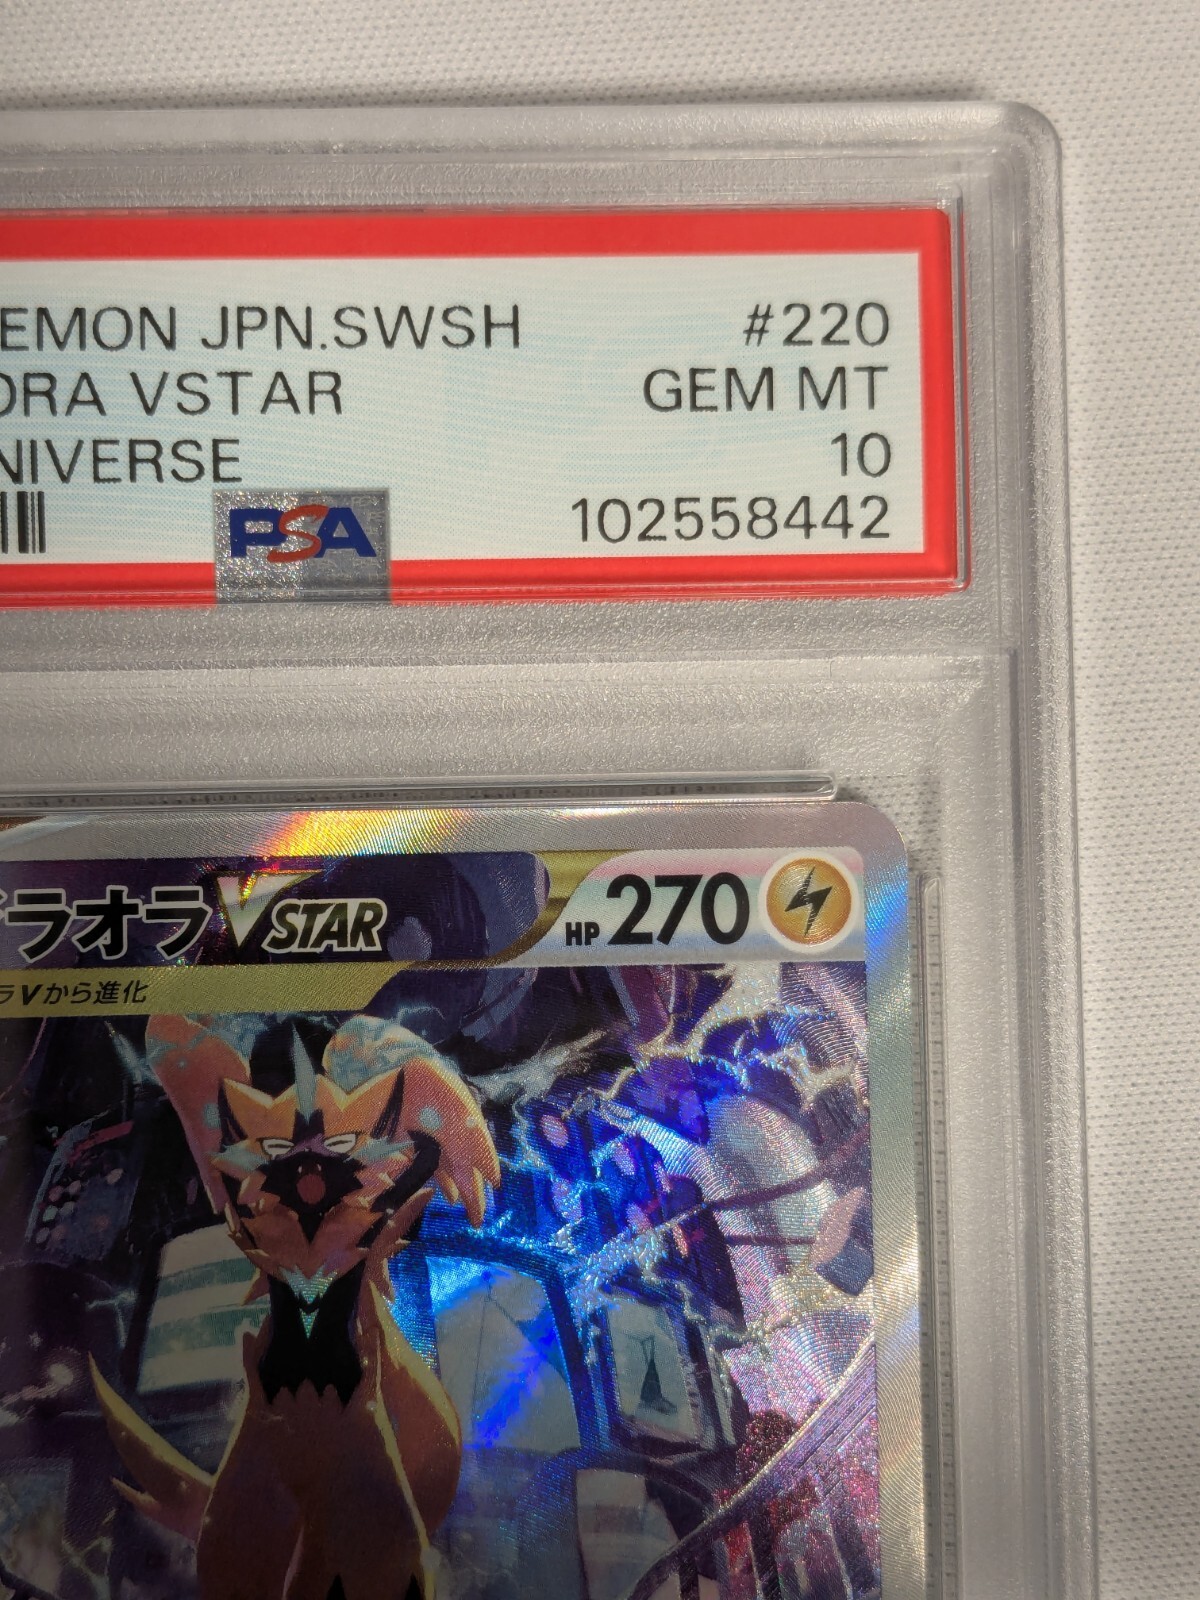 EMON JPN.SWSH #220
ORA VSTAR GEM MT
NIVERSE 10
PSA 102558442
ラオラVSTAR HP 270
ラVから進化